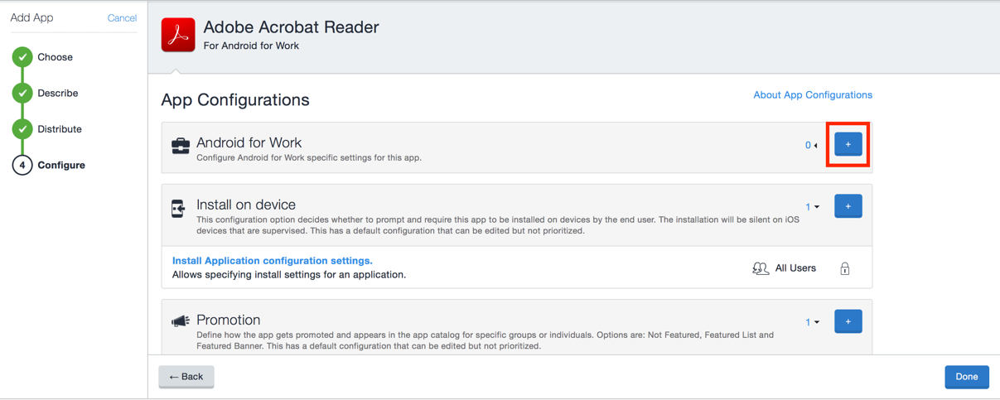 Add App
Cancel
Choose
Describe
Distribute
4 Configure
Adobe Acrobat Reader
For Android for Work
App Configurations
About App Configurations
Android for Work
Configure Android for Work specific settings for this app.
0
+
Install on device
This configuration option decides whether to prompt and require this app to be installed on devices by the end user. The installation will be silent on iOS
devices that are supervised. This has a default configuration that can be edited but not prioritized.
1
+
Install Application configuration settings.
Allows specifying install settings for an application.
All Users
Promotion
Define how the app gets promoted and appears in the app catalog for specific groups or individuals. Options are: Not Featured, Featured List and
Featured Banner. This has a default configuration that can be edited but not prioritized.
1
+
← Back
Done